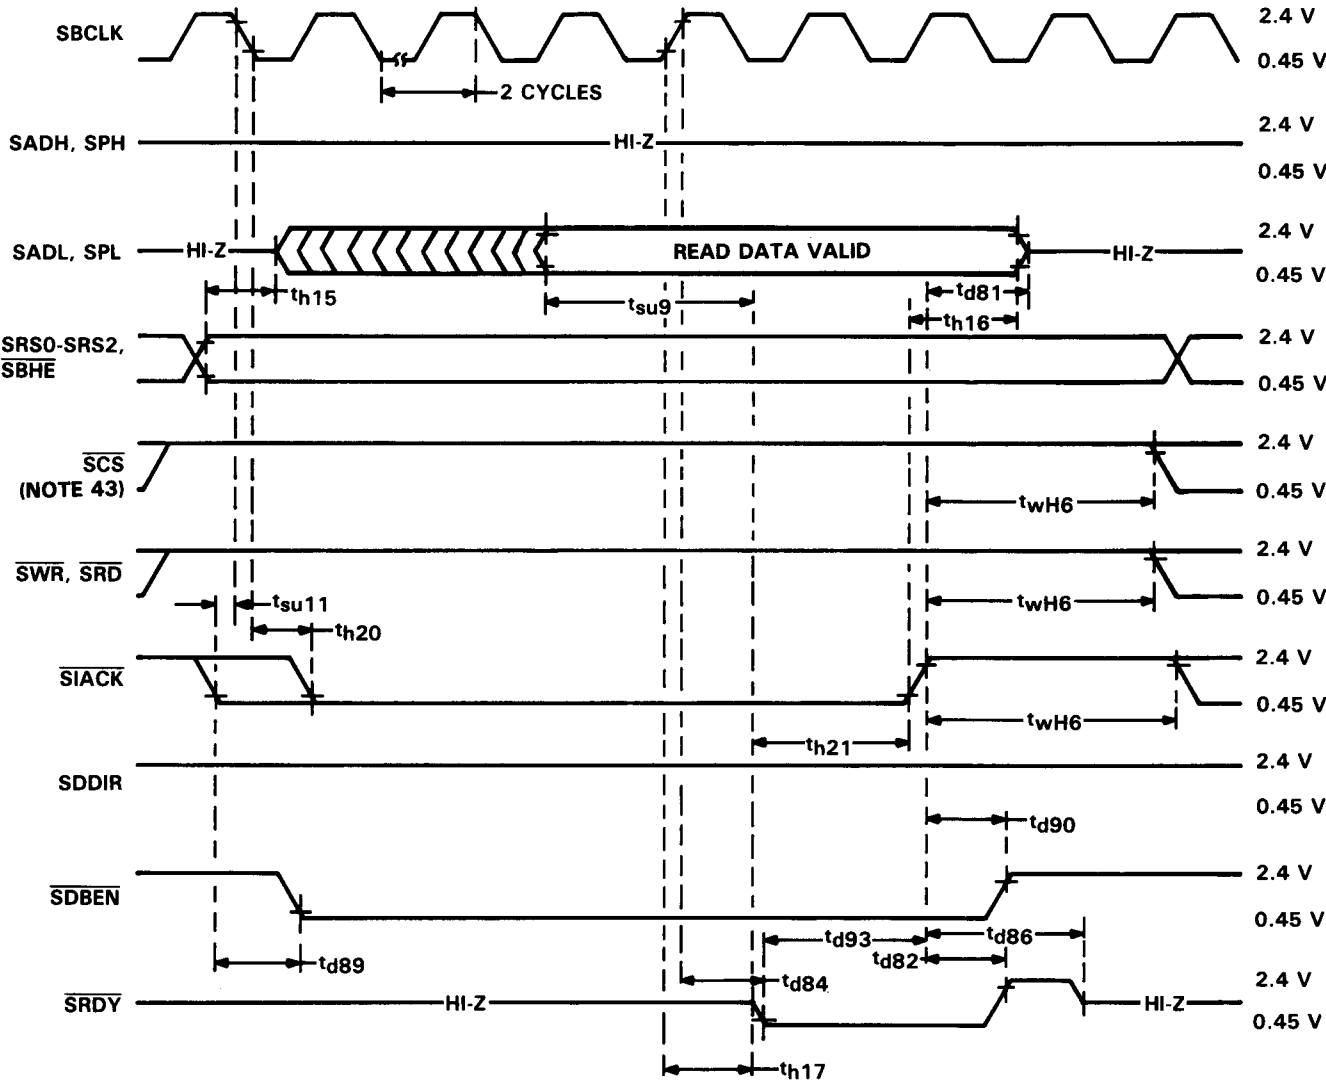 SBCLK
2.4 V
0.45 V
2 CYCLES
SADH, SPH
HI-Z
2.4 V
0.45 V
SADL, SPL
HI-Z
READ DATA VALID
HI-Z
2.4 V
0.45 V
th15
tsu9
td81
th16
SRS0-SRS2,
SBHE
2.4 V
0.45 V
SCS
(NOTE 43)
2.4 V
0.45 V
twH6
SWR, SRD
2.4 V
0.45 V
tsu11
twH6
th20
SIACK
2.4 V
0.45 V
twH6
th21
SDDIR
2.4 V
0.45 V
td90
SDBEN
2.4 V
0.45 V
td93
td86
td89
td82
td84
SRDY
HI-Z
HI-Z
2.4 V
0.45 V
th17